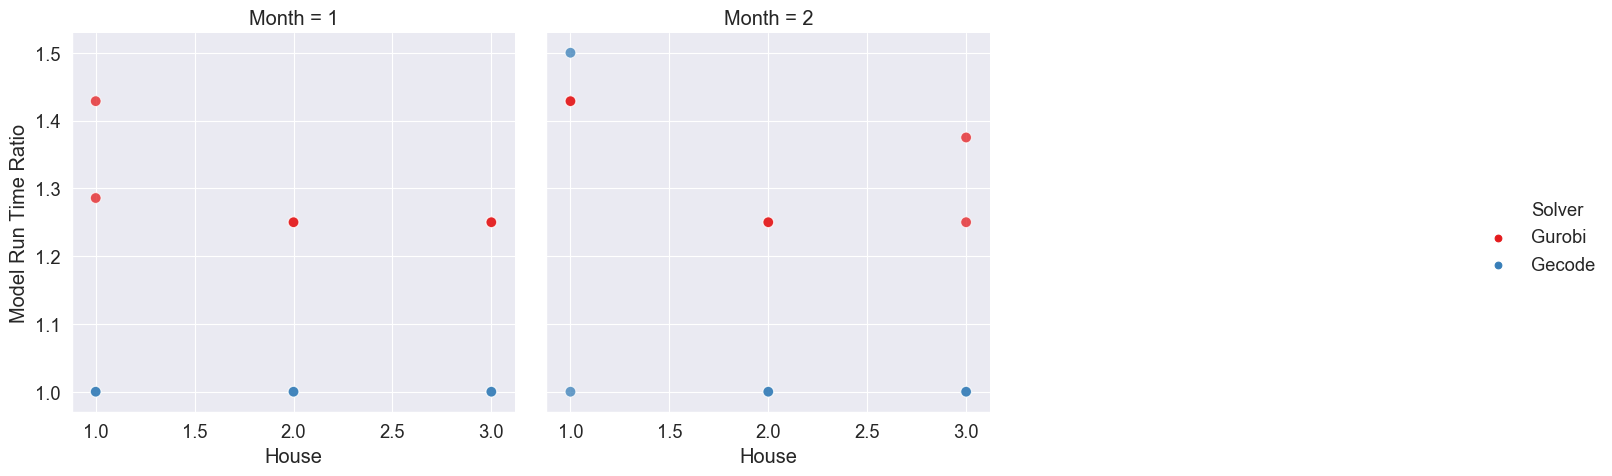 Month = 1
Month = 2
Model Run Time Ratio
1.5
1.4
1.3
1.2
1.1
1.0
1.0 1.5 2.0 2.5 3.0
House
1.0 1.5 2.0 2.5 3.0
House
Solver
Gurobi
Gecode